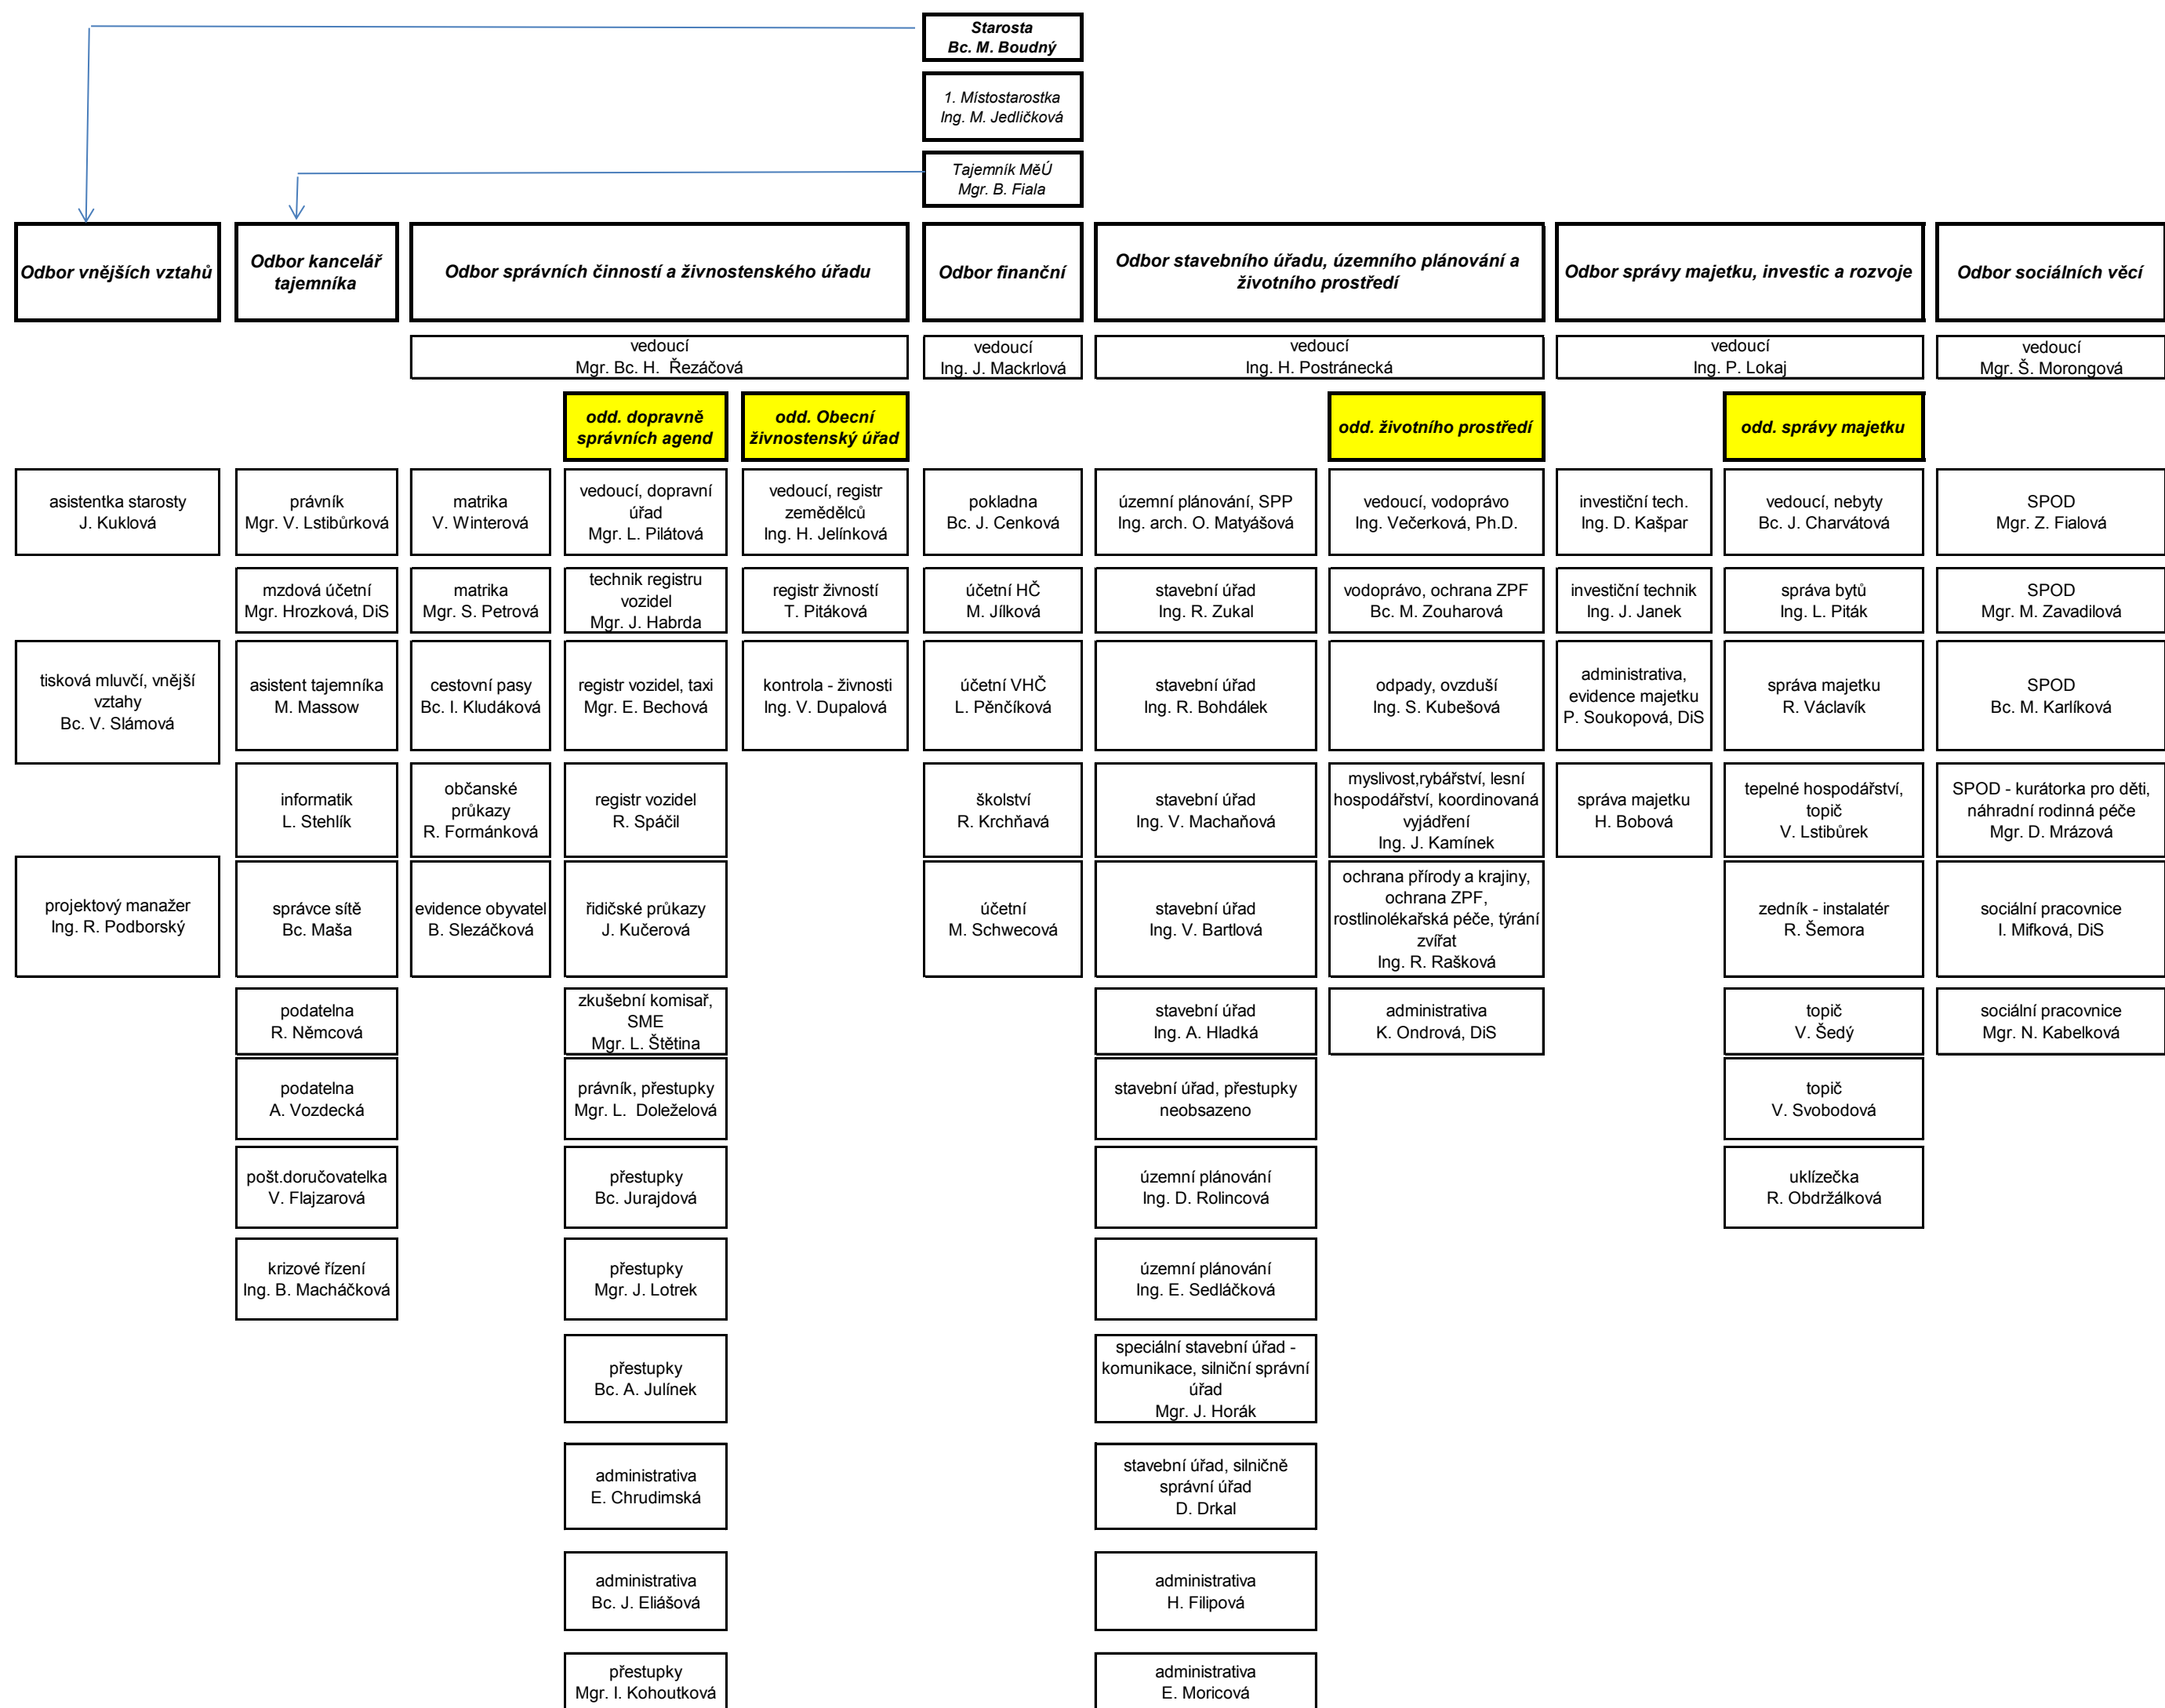 Starosta
Bc. M. Boudný
1. Místostarostka
Ing. M. Jedličková
Tajemník MěÚ
Mgr. B. Fiala
Odbor vnějších vztahů
Odbor kancelář
tajemníka
Odbor správních činností a živnostenského úřadu
Odbor finanční
Odbor stavebního úřadu, územního plánování a
životního prostředí
Odbor správy majetku, investic a rozvoje
Odbor sociálních věcí
vedoucí
Mgr. Bc. H. Řezáčová
vedoucí
Ing. J. Mackrlová
vedoucí
Ing. H. Postránecká
vedoucí
Ing. P. Lokaj
vedoucí
Mgr. Š. Morongová
odd. dopravně
správních agend
odd. Obecní
živnostenský úřad
odd. životního prostředí
odd. správy majetku
asistentka starosty
J. Kuklová
právník
Mgr. V. Lstibůrková
matrika
V. Winterová
vedoucí, dopravní
úřad
Mgr. L. Pilátová
vedoucí, registr
zemědělců
Ing. H. Jelínková
pokladna
Bc. J. Cenková
územní plánování, SPP
Ing. arch. O. Matyášová
vedoucí, vodoprávo
Ing. Večerková, Ph.D.
investiční tech.
Ing. D. Kašpar
vedoucí, nebyty
Bc. J. Charvátová
SPOD
Mgr. Z. Fialová
mzdová účetní
Mgr. Hrozková, DiS
matrika
Mgr. S. Petrová
technik registru
vozidel
Mgr. J. Habrda
registr živností
T. Pitáková
účetní HČ
M. Jílková
stavební úřad
Ing. R. Zukal
vodoprávo, ochrana ZPF
Bc. M. Zouharová
investiční technik
Ing. J. Janek
správa bytů
Ing. L. Piták
SPOD
Mgr. M. Zavadilová
tisková mluvčí, vnější
vztahy
Bc. V. Slámová
asistent tajemníka
M. Massow
cestovní pasy
Bc. I. Kludáková
registr vozidel, taxi
Mgr. E. Bechová
kontrola - živnosti
Ing. V. Dupalová
účetní VHČ
L. Pěnčíková
stavební úřad
Ing. R. Bohdálek
odpady, ovzduší
Ing. S. Kubešová
administrativa,
evidence majetku
P. Soukopová, DiS
správa majetku
R. Václavík
SPOD
Bc. M. Karlíková
informatik
L. Stehlík
občanské
průkazy
R. Formánková
registr vozidel
R. Spáčil
školství
R. Krchňavá
stavební úřad
Ing. V. Machaňová
myslivost,rybářství, lesní
hospodářství, koordinovaná
vyjádření
Ing. J. Kamínek
správa majetku
H. Bobová
tepelné hospodářství,
topič
V. Lstibůrek
SPOD - kurátorka pro děti,
náhradní rodinná péče
Mgr. D. Mrázová
projektový manažer
Ing. R. Podborský
správce sítě
Bc. Maša
evidence obyvatel
B. Slezáčková
řidičské průkazy
J. Kučerová
účetní
M. Schwecová
stavební úřad
Ing. V. Bartlová
ochrana přírody a krajiny,
ochrana ZPF,
rostlinolékařská péče, týrání
zvířat
Ing. R. Rašková
zedník - instalatér
R. Šemora
sociální pracovnice
I. Mifková, DiS
podatelna
R. Němcová
zkušební komisař,
SME
Mgr. L. Štětina
stavební úřad
Ing. A. Hladká
administrativa
K. Ondrová, DiS
topič
V. Šedý
sociální pracovnice
Mgr. N. Kabelková
podatelna
A. Vozdecká
právník, přestupky
Mgr. L.  Doleželová
stavební úřad, přestupky
neobsazeno
topič
V. Svobodová
pošt.doručovatelka
V. Flajzarová
přestupky
Bc. Jurajdová
územní plánování
Ing. D. Rolincová
uklízečka
R. Obdržálková
krizové řízení
Ing. B. Macháčková
přestupky
Mgr. J. Lotrek
územní plánování
Ing. E. Sedláčková
přestupky
Bc. A. Julínek
speciální stavební úřad -
komunikace, silniční správní
úřad
Mgr. J. Horák
administrativa
E. Chrudimská
stavební úřad, silničně
správní úřad
D. Drkal
administrativa
Bc. J. Eliášová
administrativa
H. Filipová
přestupky
Mgr. I. Kohoutková
administrativa
E. Moricová